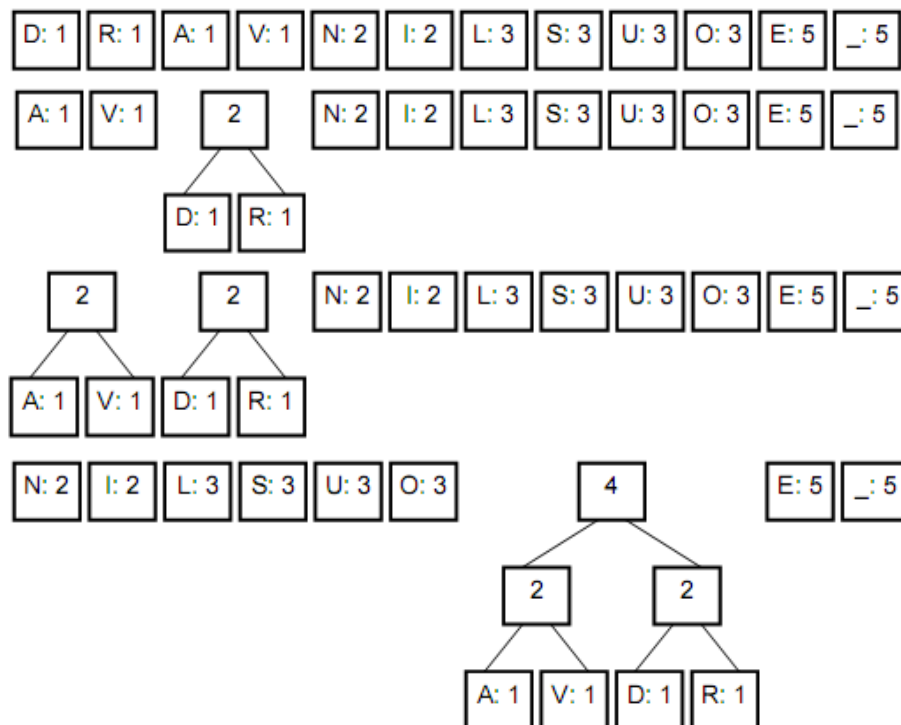 D: 1 R: 1 A: 1 V: 1 N: 2 I: 2 L: 3 S: 3 U: 3 O: 3 E: 5 _: 5
A: 1 V: 1 2 N: 2 I: 2 L: 3 S: 3 U: 3 O: 3 E: 5 _: 5
D: 1 R: 1
2 2 N: 2 I: 2 L: 3 S: 3 U: 3 O: 3 E: 5 _: 5
A: 1 V: 1 D: 1 R: 1
N: 2 I: 2 L: 3 S: 3 U: 3 O: 3 4 E: 5 _: 5
2 2
A: 1 V: 1 D: 1 R: 1